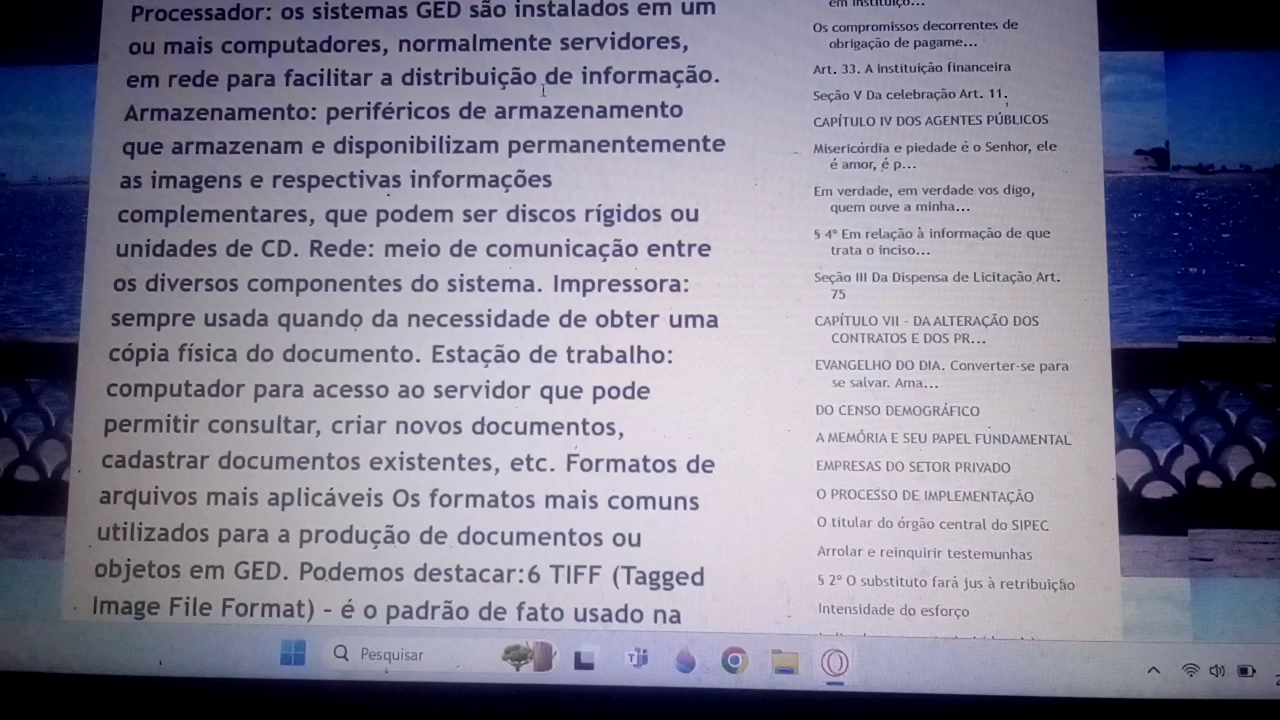 Processador: os sistemas GED são instalados em um
ou mais computadores, normalmente servidores,
em rede para facilitar a distribuição de informação.
Armazenamento: periféricos de armazenamento
que armazenam e disponibilizam permanentemente
as imagens e respectivas informações
complementares, que podem ser discos rígidos ou
unidades de CD. Rede: meio de comunicação entre
os diversos componentes do sistema. Impressora:
sempre usada quando da necessidade de obter uma
cópia física do documento. Estação de trabalho:
computador para acesso ao servidor que pode
permitir consultar, criar novos documentos,
cadastrar documentos existentes, etc. Formatos de
arquivos mais aplicáveis Os formatos mais comuns
utilizados para a produção de documentos ou
objetos em GED. Podemos destacar:6 TIFF (Tagged
Image File Format) - é o padrão de fato usado na
em instituiço...
Os compromissos decorrentes de
obrigação de pagame...
Art. 33. A instituição financeira
Seção V Da celebração Art. 11.
CAPÍTULO IV DOS AGENTES PÚBLICOS
Misericórdia e piedade é o Senhor, ele
é amor, é p...
Em verdade, em verdade vos digo,
quem ouve a minha...
§ 4º Em relação à informação de que
trata o inciso...
Seção III Da Dispensa de Licitação Art.
75
CAPÍTULO VII - DA ALTERAÇÃO DOS
CONTRATOS E DOS PR...
EVANGELHO DO DIA. Converter-se para
se salvar. Ama...
DO CENSO DEMOGRÁFICO
A MEMÓRIA E SEU PAPEL FUNDAMENTAL
EMPRESAS DO SETOR PRIVADO
O PROCESSO DE IMPLEMENTAÇÃO
O titular do órgão central do SIPEC
Arrolar e reinquirir testemunhas
§ 2º O substituto fará jus à retribuição
Intensidade do esforço
Pesquisar